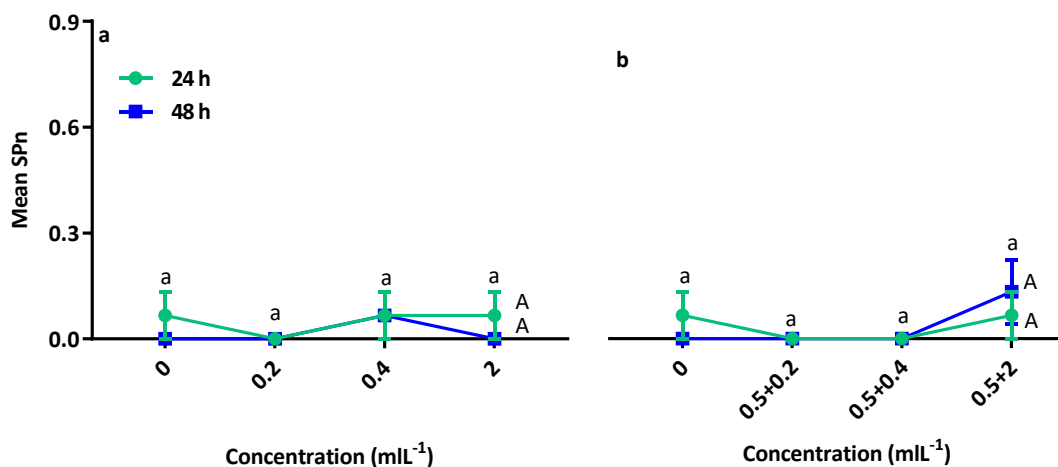 a
24 h
48 h
Mean SPn
0.9
0.6
0.3
0.0
a
a
a
a
A
A
0
0.2
0.4
2
Concentration (mlL⁻¹)
b
a
a
a
a
A
A
0
0.5+0.2
0.5+0.4
0.5+2
Concentration (mlL⁻¹)